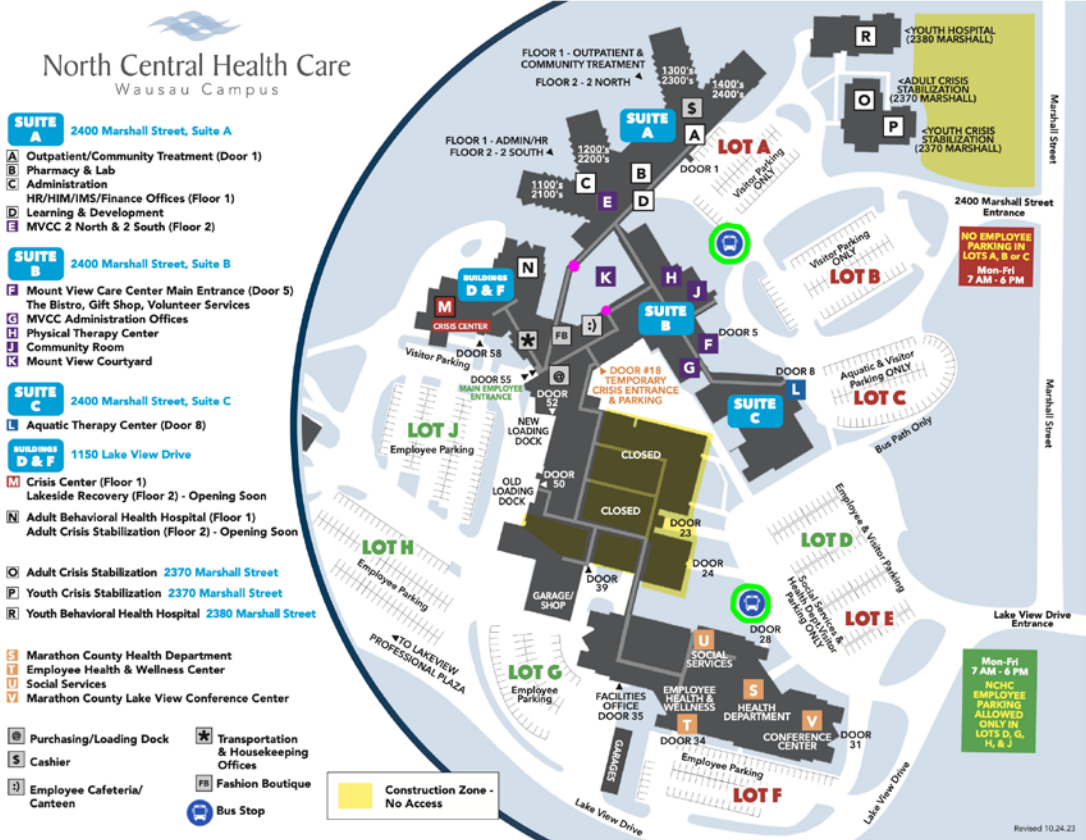 North Central Health Care
Wausau Campus
SUITE
A
2400 Marshall Street, Suite A
A Outpatient/Community Treatment (Door 1)
B Pharmacy & Lab
C Administration
HR/HIM/IMS/Finance Offices (Floor 1)
D Learning & Development
E MVCC 2 North & 2 South (Floor 2)
SUITE
B
2400 Marshall Street, Suite B
F Mount View Care Center Main Entrance (Door 5)
The Bistro, Gift Shop, Volunteer Services
G MVCC Administration Offices
H Physical Therapy Center
J Community Room
K Mount View Courtyard
SUITE
C
2400 Marshall Street, Suite C
L Aquatic Therapy Center (Door 8)
BUILDINGS
D & F
1150 Lake View Drive
M Crisis Center (Floor 1)
Lakeside Recovery (Floor 2) - Opening Soon
N Adult Behavioral Health Hospital (Floor 1)
Adult Crisis Stabilization (Floor 2) - Opening Soon
O Adult Crisis Stabilization 2370 Marshall Street
P Youth Crisis Stabilization 2370 Marshall Street
R Youth Behavioral Health Hospital 2380 Marshall Street
S Marathon County Health Department
T Employee Health & Wellness Center
U Social Services
V Marathon County Lake View Conference Center
@ Purchasing/Loading Dock
$ Cashier
:) Employee Cafeteria/
Canteen
* Transportation
& Housekeeping
Offices
FB Fashion Boutique
Bus Stop
Construction Zone -
No Access
FLOOR 1 - OUTPATIENT &
COMMUNITY TREATMENT
FLOOR 2 - 2 NORTH
1300's
2300's
1400's
2400's
$
SUITE
A
A
FLOOR 1 - ADMIN/HR
FLOOR 2 - 2 SOUTH
1200's
2200's
1100's
2100's
B
C
D
E
DOOR 1
LOT A
Visitor Parking
ONLY
R
<YOUTH HOSPITAL
(2380 MARSHALL)
O
<ADULT CRISIS
STABILIZATION
(2370 MARSHALL)
P
<YOUTH CRISIS
STABILIZATION
(2370 MARSHALL)
Marshall Street
2400 Marshall Street
Entrance
NO EMPLOYEE
PARKING IN
LOTS A, B or C
Mon-Fri
7 AM - 6 PM
Visitor Parking
ONLY
LOT B
N
BUILDINGS
D & F
M
CRISIS CENTER
K
H
J
SUITE
B
F
G
DOOR 5
FB
:)
*
@
Visitor Parking
DOOR 58
DOOR 55
MAIN EMPLOYEE
ENTRANCE
DOOR
52
DOOR #18
TEMPORARY
CRISIS ENTRANCE
& PARKING
DOOR 8
L
SUITE
C
Aquatic & Visitor
Parking ONLY
LOT C
Bus Path Only
Marshall Street
LOT J
Employee Parking
NEW
LOADING
DOCK
OLD
LOADING
DOCK
DOOR
50
CLOSED
CLOSED
DOOR
23
DOOR
24
DOOR
39
GARAGE/
SHOP
LOT H
Employee Parking
TO LAKEVIEW
PROFESSIONAL PLAZA
LOT G
Employee
Parking
Employee & Visitor Parking
LOT D
Social Services &
Health Dept.Visitor
Parking ONLY
LOT E
Lake View Drive
Entrance
Mon-Fri
7 AM - 6 PM
NCHC
EMPLOYEE
PARKING
ALLOWED
ONLY IN
LOTS D, G,
H, & J
DOOR
28
U
SOCIAL
SERVICES
FACILITIES
OFFICE
DOOR 35
EMPLOYEE
HEALTH &
WELLNESS
T
DOOR 34
S
HEALTH
DEPARTMENT
V
CONFERENCE
CENTER
DOOR
31
GARAGES
Employee Parking
LOT F
Lake View Drive
Lake View Drive
Revised 10.24.23